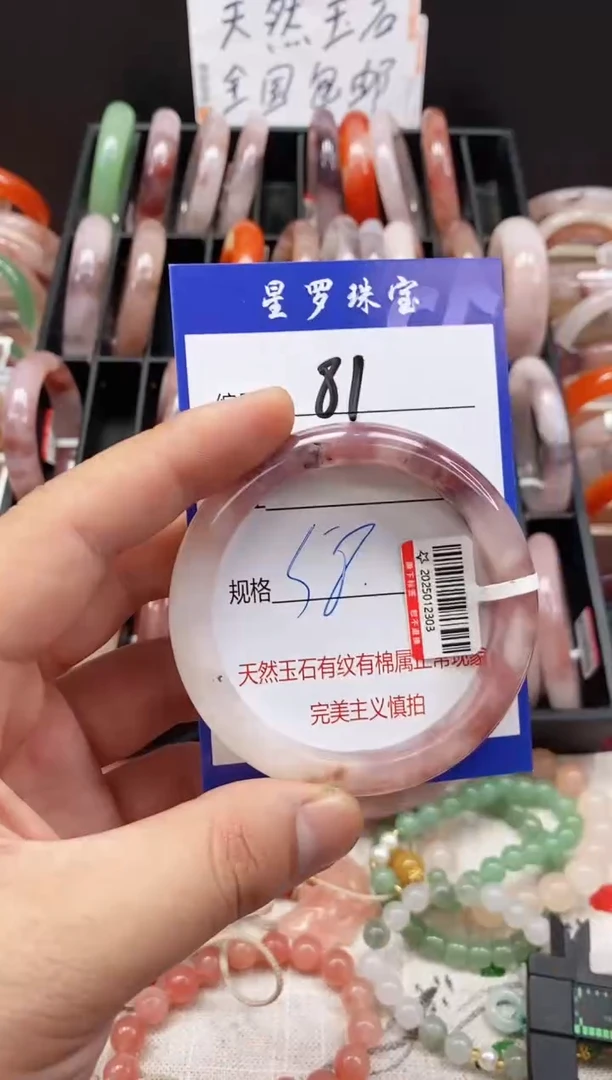 天然玉石
全国包邮
星罗珠宝
81
规格 58.
2025012303
天然玉石有纹有棉属正常现象
完美主义慎拍